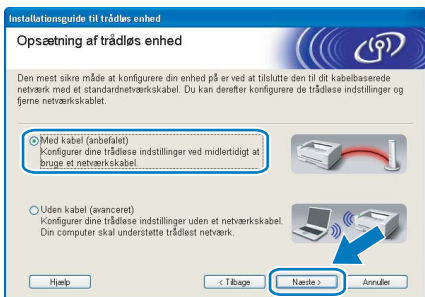 Installationsguide til trådløs enhed
Opsætning af trådløs enhed
Den mest sikre måde at konfigurere din enhed på er ved at tilslutte den til dit kabelbaserede
netværk med et standardnetværkskabel. Du kan derefter konfigurere de trådløse indstillinger og
fjerne netværkskablet.
Med kabel (anbefalet)
Konfigurer dine trådløse indstillinger ved midlertidigt at
bruge et netværkskabel.
Uden kabel (avanceret)
Konfigurer dine trådløse indstillinger uden et netværkskabel.
Din computer skal understøtte trådløst netværk.
Hjælp
< Tilbage
Næste >
Annuller